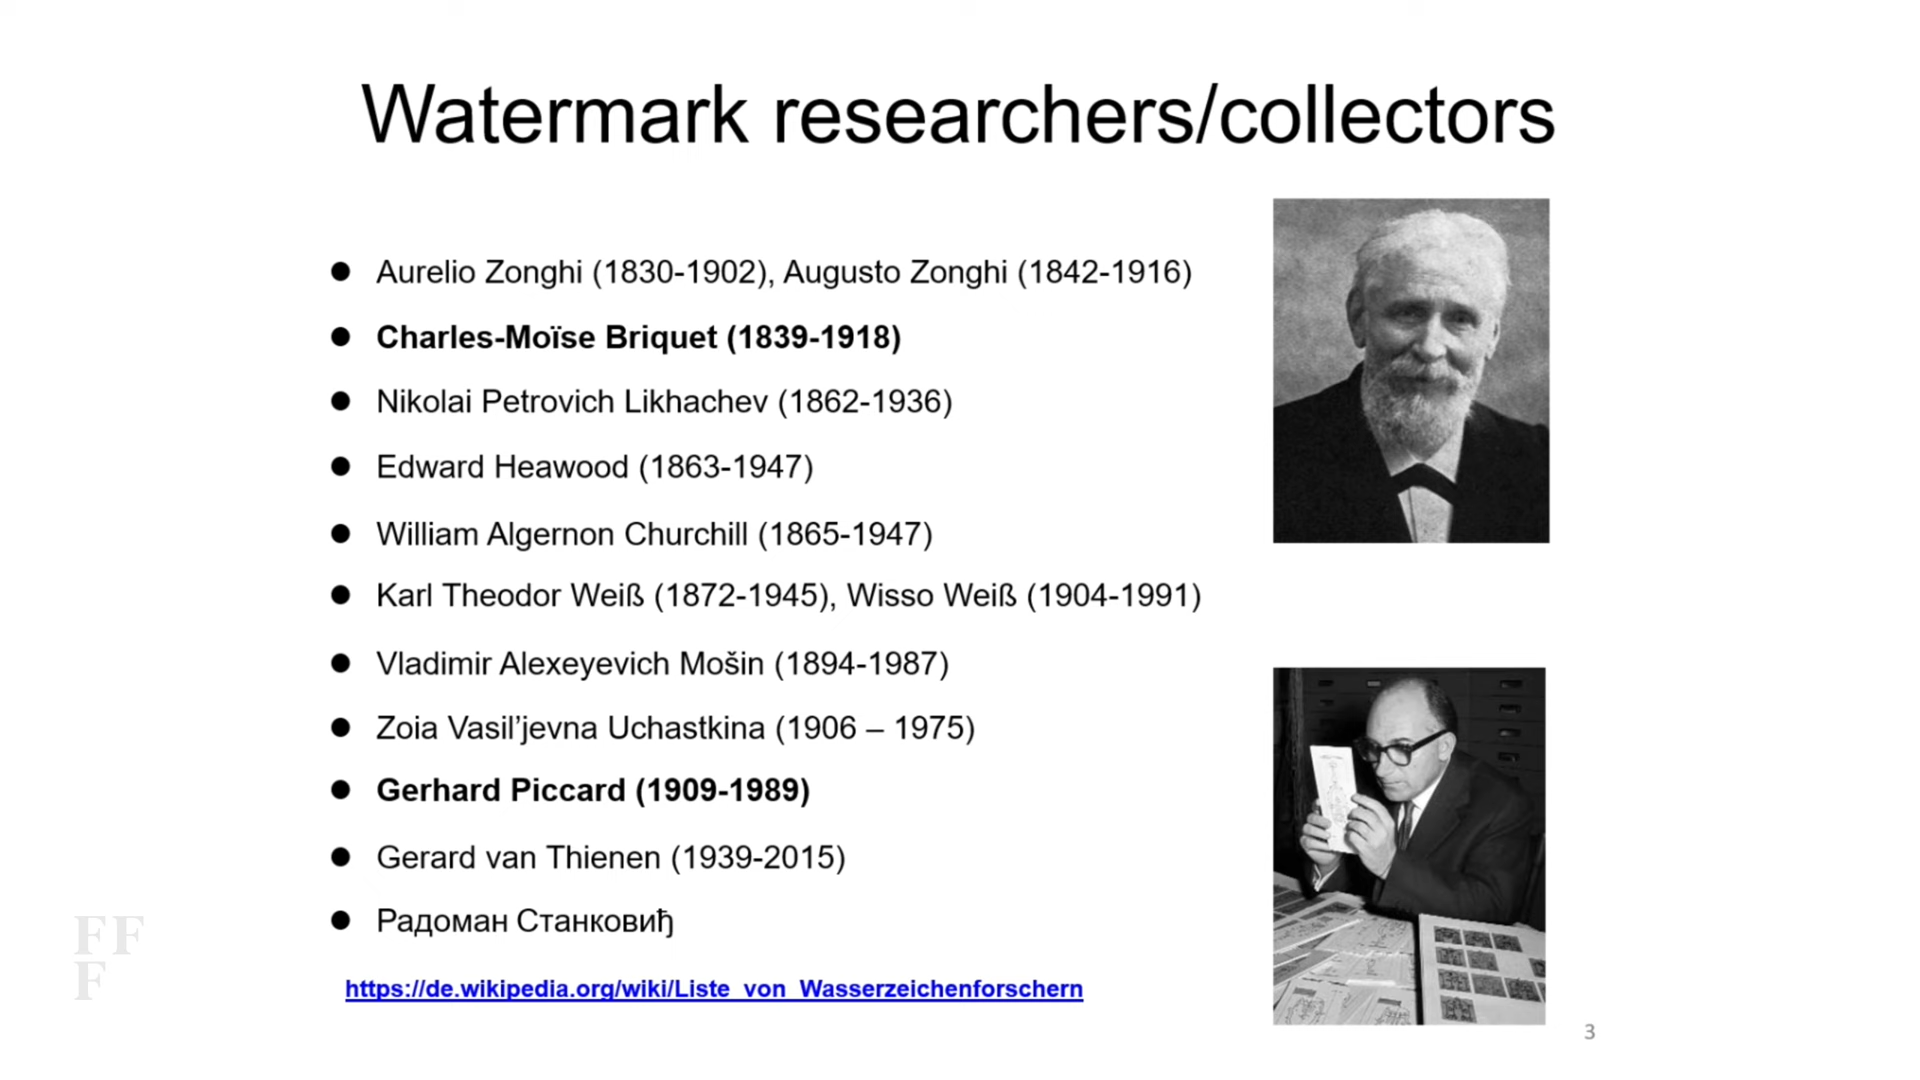 Watermark researchers/collectors
● Aurelio Zonghi (1830-1902), Augusto Zonghi (1842-1916)
● Charles-Moïse Briquet (1839-1918)
● Nikolai Petrovich Likhachev (1862-1936)
● Edward Heawood (1863-1947)
● William Algernon Churchill (1865-1947)
● Karl Theodor Weiß (1872-1945), Wisso Weiß (1904-1991)
● Vladimir Alexeyevich Mošin (1894-1987)
● Zoia Vasil’jevna Uchastkina (1906 – 1975)
● Gerhard Piccard (1909-1989)
● Gerard van Thienen (1939-2015)
● Радоман Станковиђ
https://de.wikipedia.org/wiki/Liste_von_Wasserzeichenforschern
FF
F
3